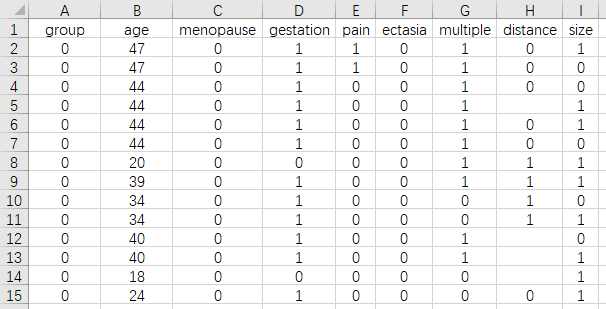 A B C D E F G H I
1 group age menopause gestation pain ectasia multiple distance size
2 0 47 0 1 1 0 1 0 1
3 0 47 0 1 1 0 1 0 0
4 0 44 0 1 0 0 1 0 0
5 0 44 0 1 0 0 1 1
6 0 44 0 1 0 0 1 0 1
7 0 44 0 1 0 0 1 0 0
8 0 20 0 0 0 0 1 1 1
9 0 39 0 1 0 0 1 1 1
10 0 34 0 1 0 0 0 1 0
11 0 34 0 1 0 0 0 1 1
12 0 40 0 1 0 0 1 0
13 0 40 0 1 0 0 1 1
14 0 18 0 0 0 0 0 1
15 0 24 0 1 0 0 0 0 1